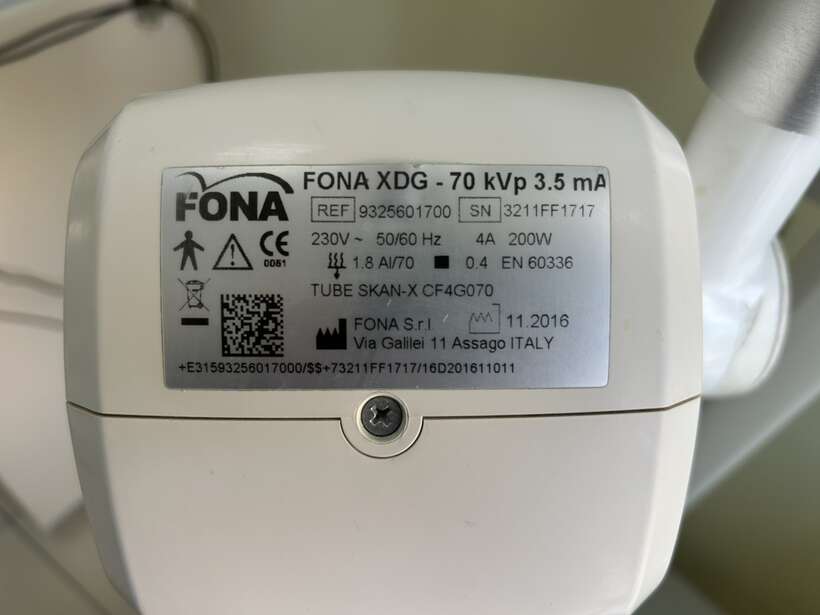 FONA
FONA XDG - 70 kVp 3.5 mA
REF 9325601700 SN 3211FF1717
230V ~ 50/60 Hz 4A 200W
1.8 Al/70 0.4 EN 60336
0051
TUBE SKAN-X CF4G070
FONA S.r.l 11.2016
Via Galilei 11 Assago ITALY
+E31593256017000/$$+73211FF1717/16D201611011